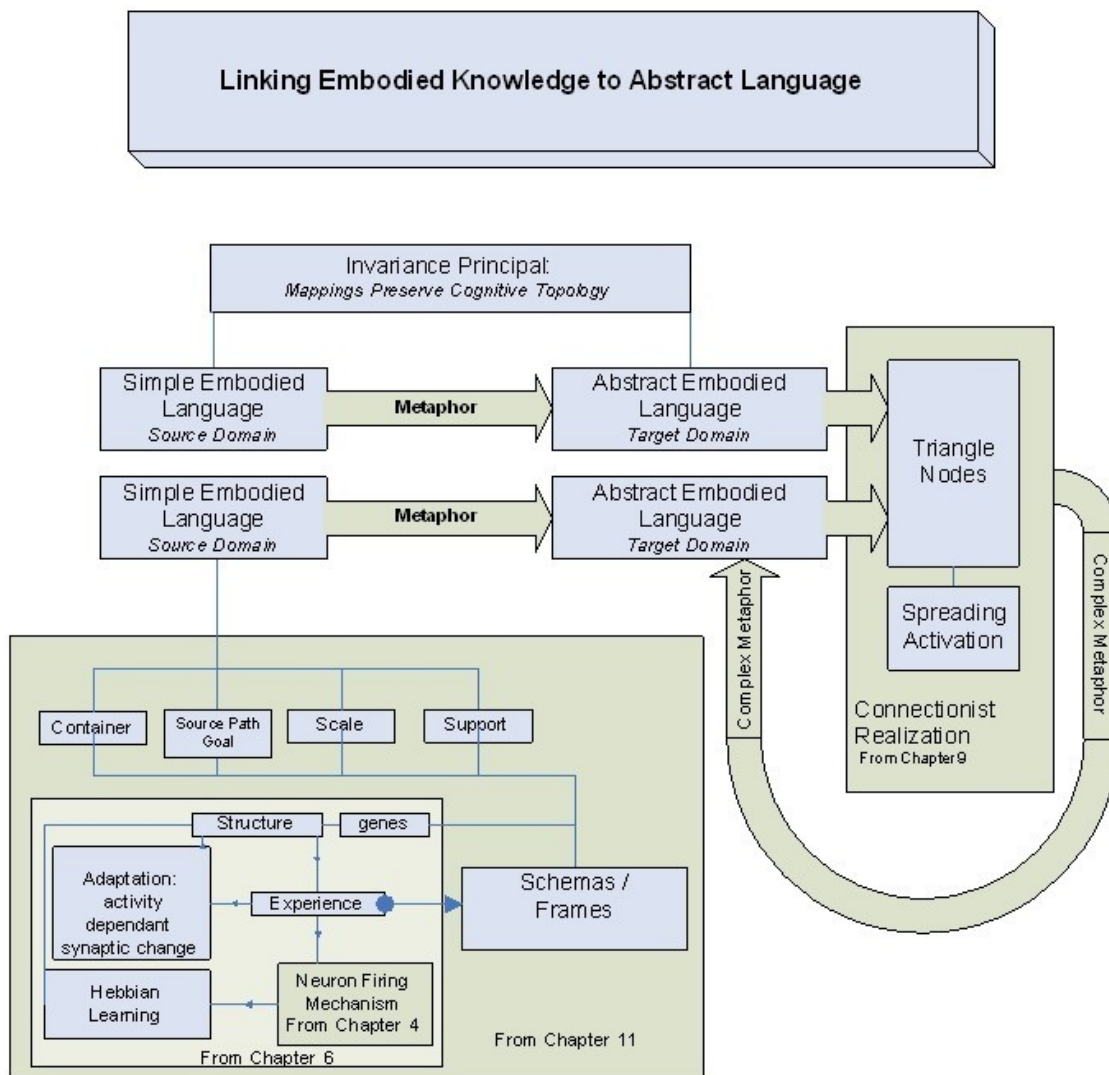 Linking Embodied Knowledge to Abstract Language
Invariance Principal:
Mappings Preserve Cognitive Topology
Simple Embodied
Language
Source Domain
Metaphor
Abstract Embodied
Language
Target Domain
Triangle
Nodes
Simple Embodied
Language
Source Domain
Metaphor
Abstract Embodied
Language
Target Domain
Spreading
Activation
Complex Metaphor
Complex Metaphor
Connectionist
Realization
From Chapter 9
Container
Source Path
Goal
Scale
Support
Structure
genes
Adaptation:
activity
dependant
synaptic change
Experience
Schemas /
Frames
Hebbian
Learning
Neuron Firing
Mechanism
From Chapter 4
From Chapter 6
From Chapter 11